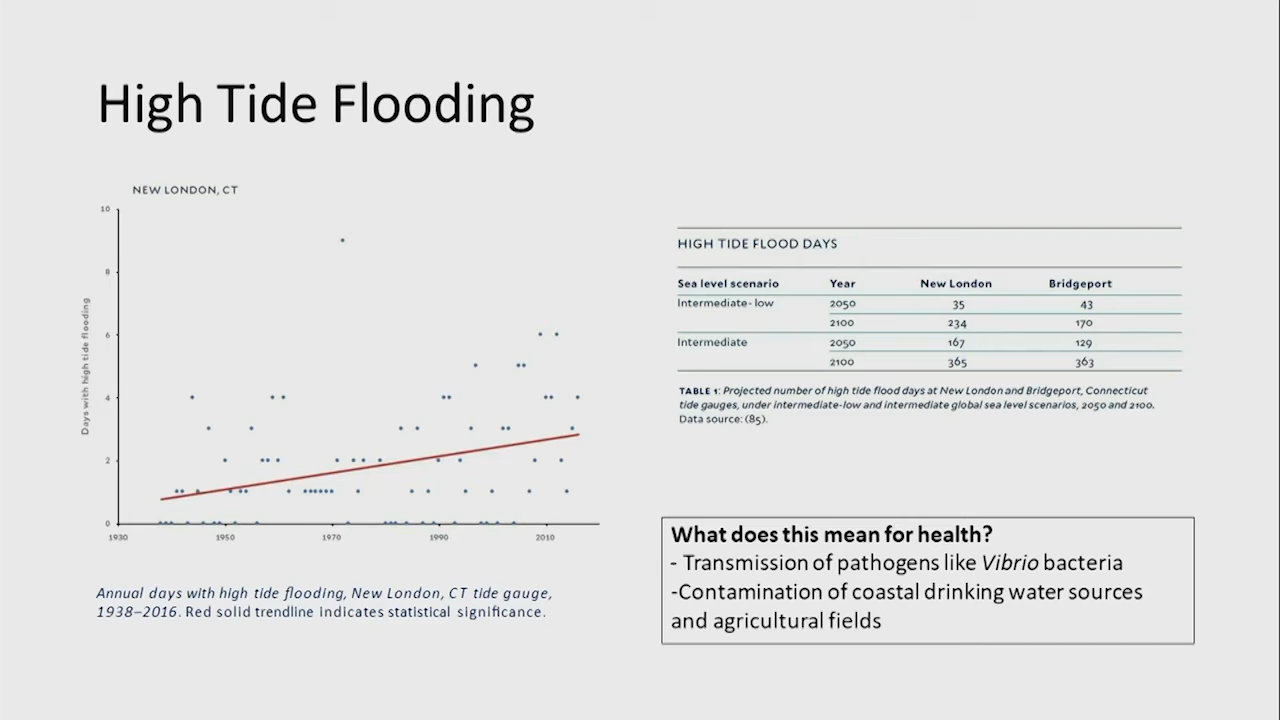 High Tide Flooding
NEW LONDON, CT
10
8
6
4
2
0
Days with high tide flooding
1930 1950 1970 1990 2010
Annual days with high tide flooding, New London, CT tide gauge,
1938–2016. Red solid trendline indicates statistical significance.
HIGH TIDE FLOOD DAYS
Sea level scenario Year New London Bridgeport
Intermediate- low 2050 35 43
2100 234 170
Intermediate 2050 167 129
2100 365 363
TABLE 1: Projected number of high tide flood days at New London and Bridgeport, Connecticut
tide gauges, under intermediate-low and intermediate global sea level scenarios, 2050 and 2100.
Data source: (85).
What does this mean for health?
- Transmission of pathogens like Vibrio bacteria
-Contamination of coastal drinking water sources
and agricultural fields